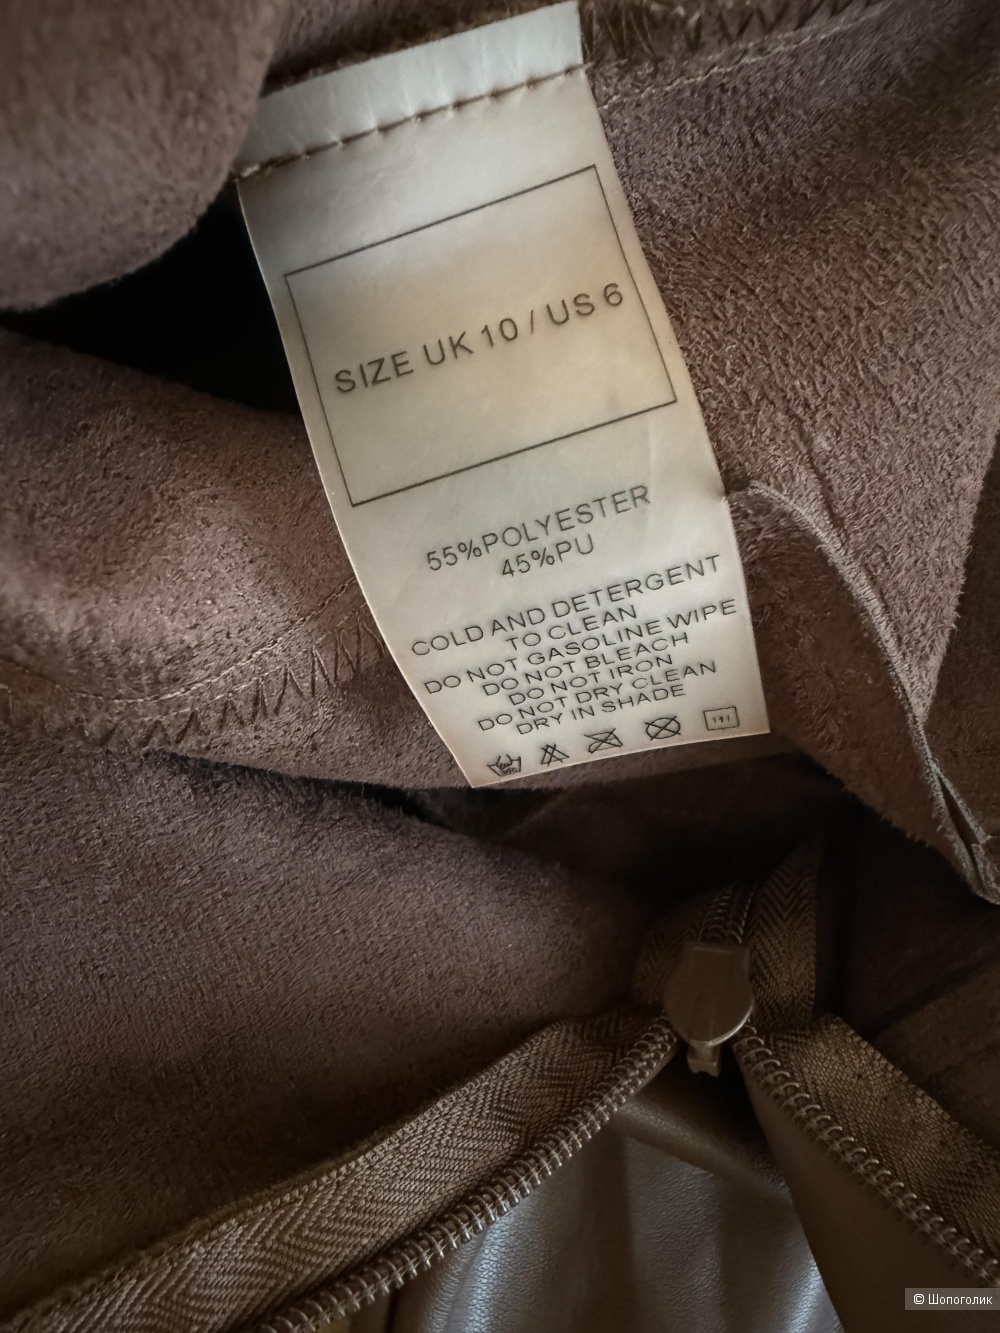 SIZE UK 10 / US 6
55%POLYESTER
45%PU
COLD AND DETERGENT
TO CLEAN
DO NOT GASOLINE WIPE
DO NOT BLEACH
DO NOT IRON
DO NOT DRY CLEAN
DRY IN SHADE
© Шопоголик